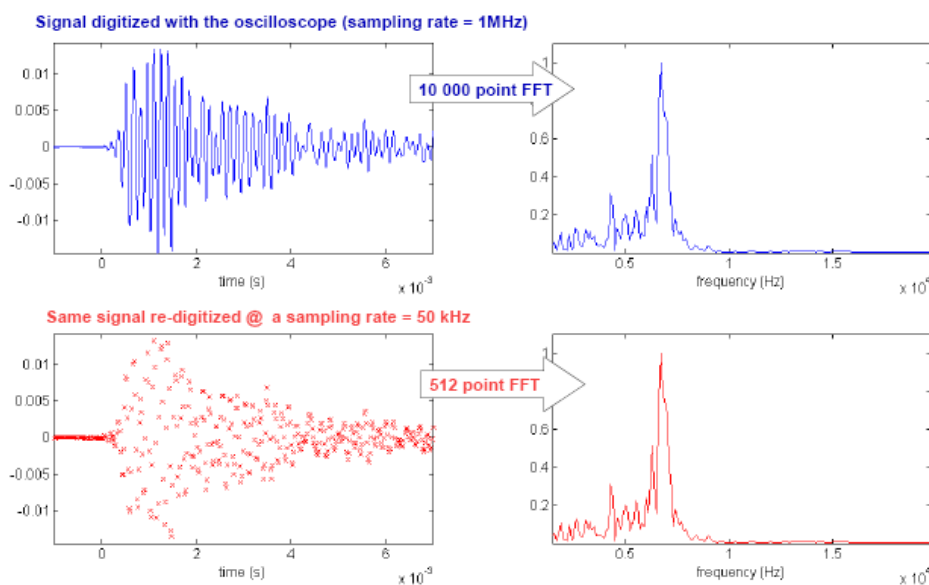 Signal digitized with the oscilloscope (sampling rate = 1MHz)
0.01
0.005
0
-0.005
-0.01
0 2 4 6
time (s)
x 10⁻³
10 000 point FFT
1
0.8
0.6
0.4
0.2
0.5 1 1.5
frequency (Hz)
Same signal re-digitized @ a sampling rate = 50 kHz
0.01
0.005
0
-0.005
-0.01
0 2 4 6
time (s)
x 10⁻³
512 point FFT
1
0.8
0.6
0.4
0.2
0.5 1 1.5
frequency (Hz)